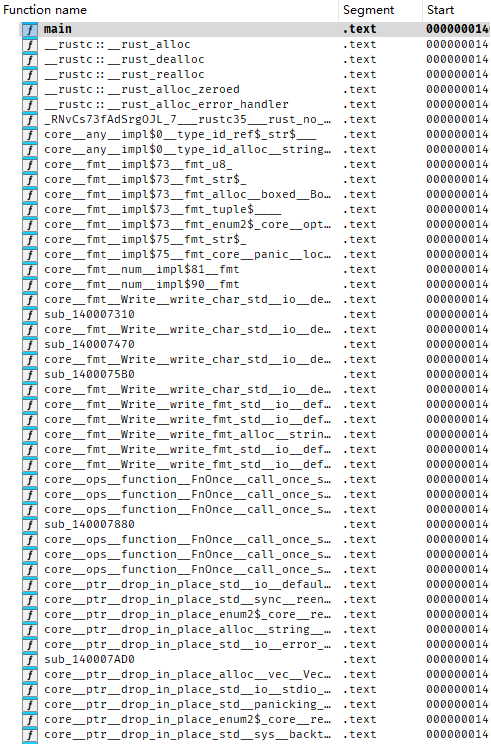 Function name Segment Start
f main .text 000000014
f __rustc::__rust_alloc .text 000000014
f __rustc::__rust_dealloc .text 000000014
f __rustc::__rust_realloc .text 000000014
f __rustc::__rust_alloc_zeroed .text 000000014
f __rustc::__rust_alloc_error_handler .text 000000014
f _RNvCs73fAdSrgOJL_7___rustc35___rust_no_… .text 000000014
f core__any__impl$0__type_id_ref$_str$___ .text 000000014
f core__any__impl$0__type_id_alloc__string… .text 000000014
f core__fmt__impl$73__fmt_u8_ .text 000000014
f core__fmt__impl$73__fmt_str$_ .text 000000014
f core__fmt__impl$73__fmt_alloc__boxed__Bo… .text 000000014
f core__fmt__impl$73__fmt_tuple$____ .text 000000014
f core__fmt__impl$73__fmt_enum2$_core__opt… .text 000000014
f core__fmt__impl$75__fmt_str$_ .text 000000014
f core__fmt__impl$75__fmt_core__panic__loc… .text 000000014
f core__fmt__num__impl$81__fmt .text 000000014
f core__fmt__num__impl$90__fmt .text 000000014
f core__fmt__Write__write_char_std__io__de… .text 000000014
f sub_140007310 .text 000000014
f core__fmt__Write__write_char_std__io__de… .text 000000014
f sub_140007470 .text 000000014
f core__fmt__Write__write_char_std__io__de… .text 000000014
f sub_1400075B0 .text 000000014
f core__fmt__Write__write_char_std__io__de… .text 000000014
f core__fmt__Write__write_fmt_std__io__def… .text 000000014
f core__fmt__Write__write_fmt_std__io__def… .text 000000014
f core__fmt__Write__write_fmt_alloc__strin… .text 000000014
f core__fmt__Write__write_fmt_std__io__def… .text 000000014
f core__fmt__Write__write_fmt_std__io__def… .text 000000014
f core__ops__function__FnOnce__call_once_s… .text 000000014
f core__ops__function__FnOnce__call_once_s… .text 000000014
f core__ops__function__FnOnce__call_once_s… .text 000000014
f sub_140007880 .text 000000014
f core__ops__function__FnOnce__call_once_s… .text 000000014
f core__ops__function__FnOnce__call_once_s… .text 000000014
f core__ops__function__FnOnce__call_once_s… .text 000000014
f core__ptr__drop_in_place_std__io__defaul… .text 000000014
f core__ptr__drop_in_place_std__sync__reen… .text 000000014
f core__ptr__drop_in_place_enum2$_core__re… .text 000000014
f core__ptr__drop_in_place_alloc__string__… .text 000000014
f core__ptr__drop_in_place_std__io__error_… .text 000000014
f sub_140007AD0 .text 000000014
f core__ptr__drop_in_place_alloc__vec__Vec… .text 000000014
f core__ptr__drop_in_place_std__io__stdio_… .text 000000014
f core__ptr__drop_in_place_std__panicking_… .text 000000014
f core__ptr__drop_in_place_enum2$_core__re… .text 000000014
f core__ptr__drop_in_place_std__sys__backt… .text 000000014